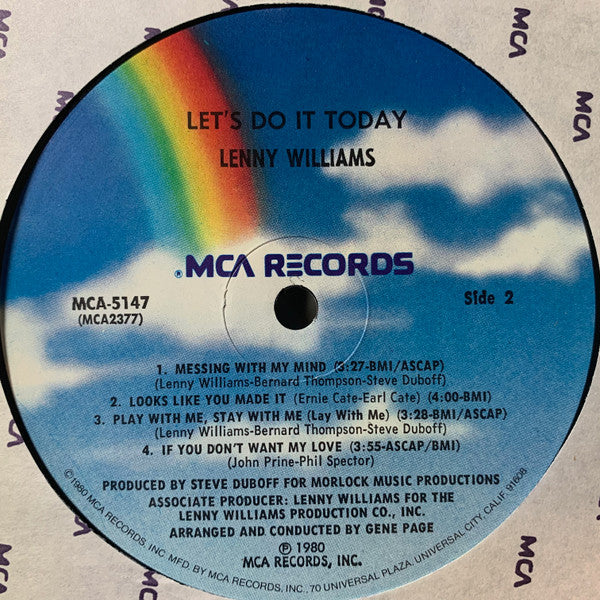 LET'S DO IT TODAY
LENNY WILLIAMS
®MCA RECORDS
MCA-5147
(MCA2377)
Side 2
1. MESSING WITH MY MIND (3:27-BMI/ASCAP)
(Lenny Williams-Bernard Thompson-Steve Duboff)
2. LOOKS LIKE YOU MADE IT (Ernie Cate-Earl Cate) (4:00-BMI)
3. PLAY WITH ME, STAY WITH ME (Lay With Me) (3:28-BMI/ASCAP)
(Lenny Williams-Bernard Thompson-Steve Duboff)
4. IF YOU DON'T WANT MY LOVE (3:55-ASCAP/BMI)
(John Prine-Phil Spector)
PRODUCED BY STEVE DUBOFF FOR MORLOCK MUSIC PRODUCTIONS
ASSOCIATE PRODUCER: LENNY WILLIAMS FOR THE
LENNY WILLIAMS PRODUCTION CO., INC.
ARRANGED AND CONDUCTED BY GENE PAGE
℗ 1980
MCA RECORDS, INC.
©1980 MCA RECORDS, INC. MFD. BY MCA RECORDS, INC., 70 UNIVERSAL PLAZA, UNIVERSAL CITY, CALIF. 91608
MCA
MCA
MCA
MCA
MCA
MCA
MCA
MCA